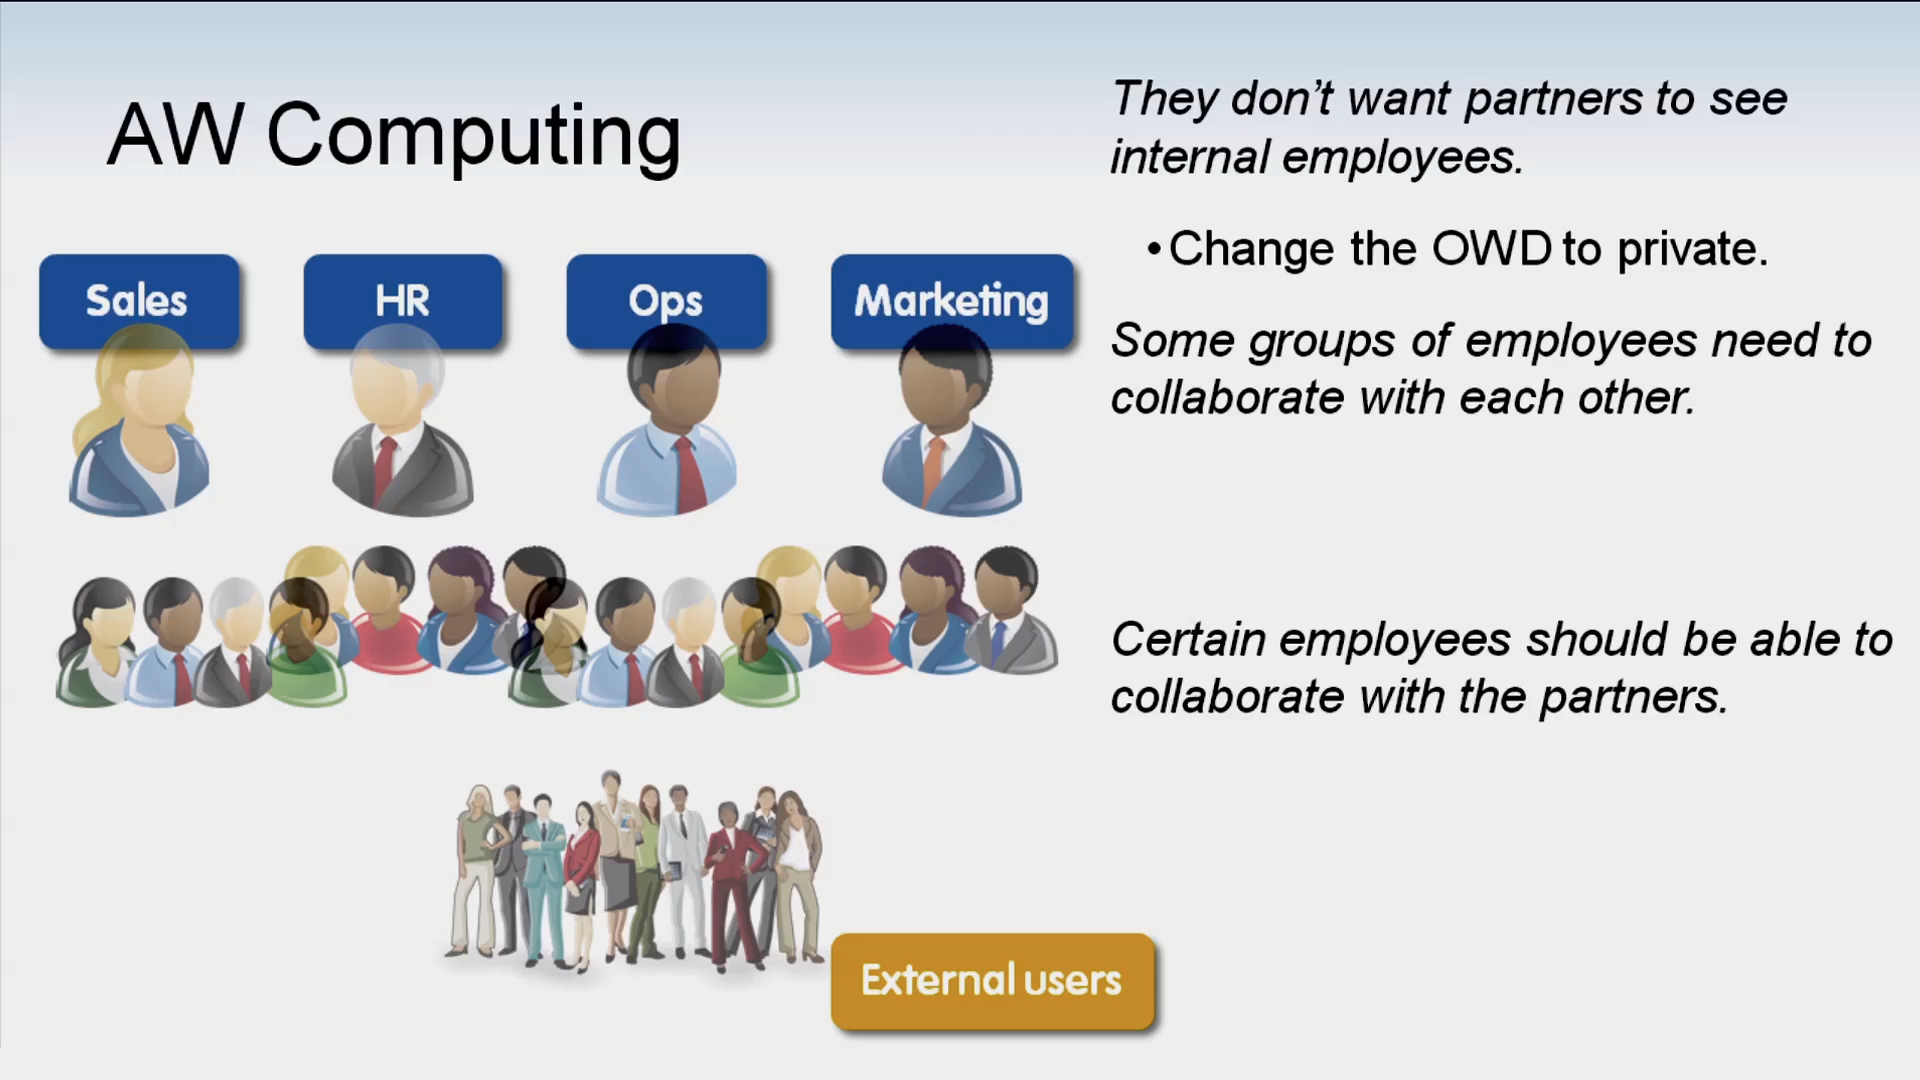 AW Computing
Sales
HR
Ops
Marketing
External users
They don't want partners to see
internal employees.
•Change the OWD to private.
Some groups of employees need to
collaborate with each other.
Certain employees should be able to
collaborate with the partners.